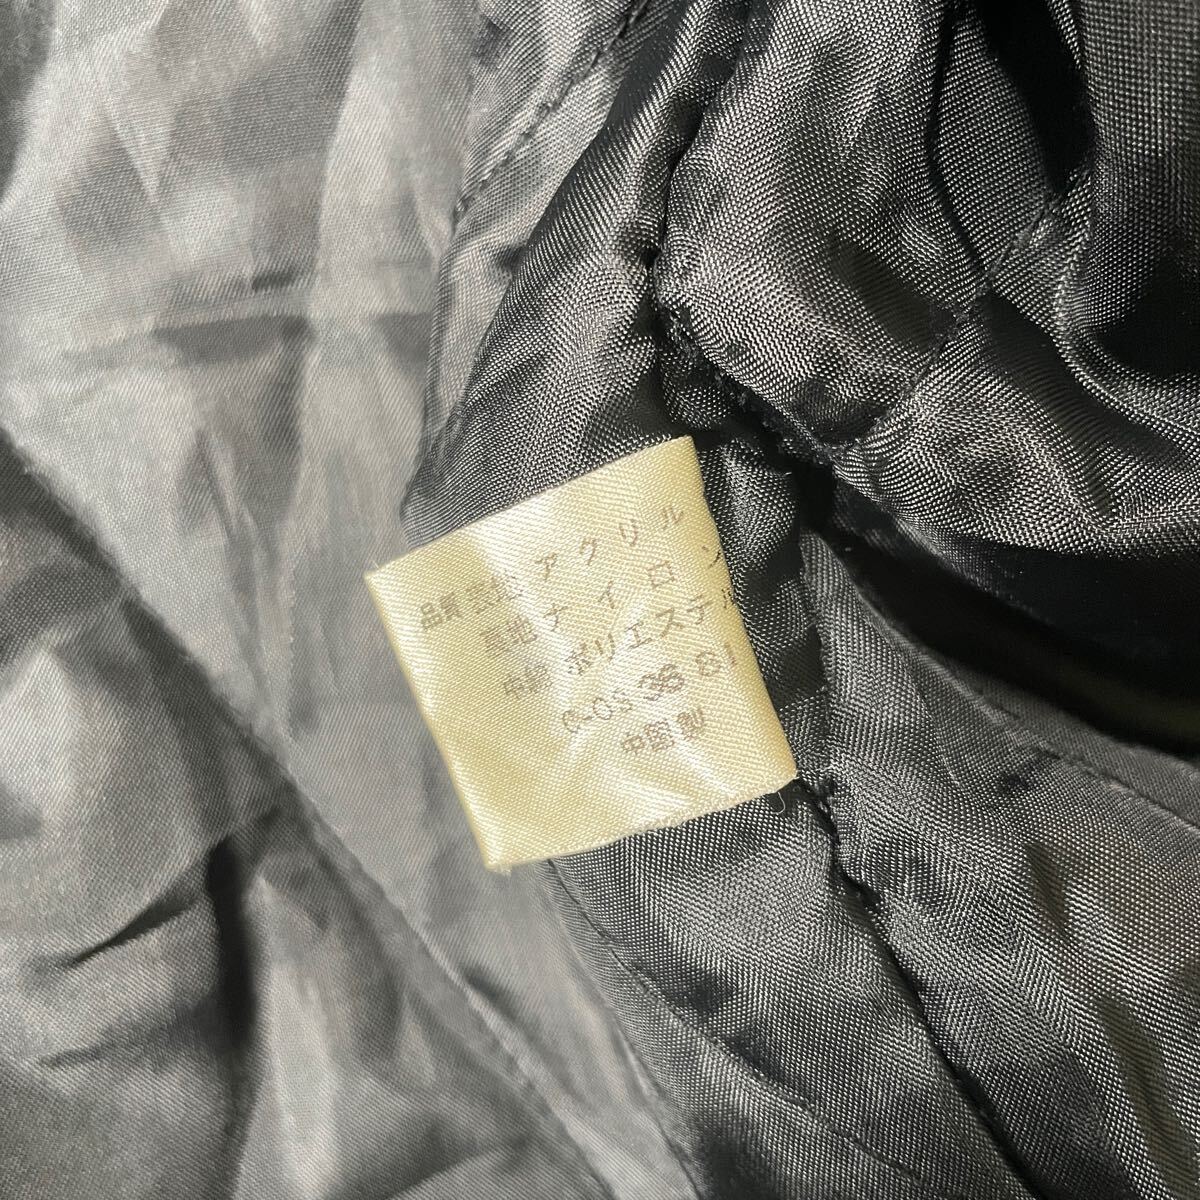 品質 表地 アクリル
裏地 ナイロン
中綿 ポリエステル
36 81
中国製